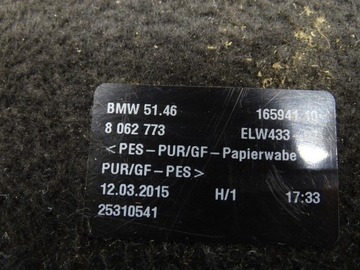 BMW 51.46 165941 10
8 062 773 ELW433
< PES-PUR/GF-Papierwabe
PUR/GF-PES>
12.03.2015 H/1 17:33
25310541